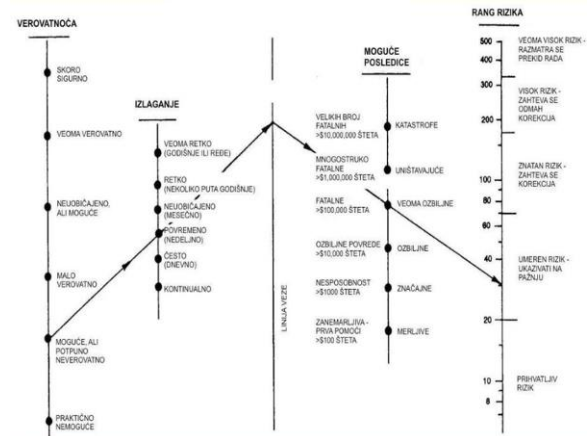 VEROVATNOĆA
SKORO
SIGURNO
VEOMA VEROVATNO
NEUOBIČAJENO,
ALI MOGUĆE
MALO
VEROVATNO
MOGUĆE, ALI
POTPUNO
NEVEROVATNO
PRAKTIČNO
NEMOGUĆE
IZLAGANJE
VEOMA RETKO
(GODIŠNJE ILI REĐE)
RETKO
(NEKOLIKO PUTA GODIŠNJE)
NEUOBIČAJENO
(MESEČNO)
POVREMENO
(NEDELJNO)
ČESTO
(DNEVNO)
KONTINUALNO
LINIJA VEZE
MOGUĆE
POSLEDICE
VELIKIH BROJ
FATALNIH
>$10,000,000 ŠTETA
KATASTROFE
MNOGOSTRUKO
FATALNE
>$1,000,000 ŠTETA
UNIŠTAVAJUĆE
FATALNE
>$100,000 ŠTETA
VEOMA OZBILJNE
OZBILJNE POVREDE
>$10,000 ŠTETA
OZBILJNE
NESPOSOBNOST
>$1000 ŠTETA
ZNAČAJNE
ZANEMARLJIVA -
PRVA POMOĆ
>$100 ŠTETA
MERLJIVE
RANG RIZIKA
500
400
300
200
100
80
60
40
20
10
8
VEOMA VISOK RIZIK -
RAZMATRA SE
PREKID RADA
VISOK RIZIK -
ZAHTEVA SE
ODMAH
KOREKCIJA
ZNATAN RIZIK -
ZAHTEVA SE
KOREKCIJA
UMEREN RIZIK -
UKAZIVATI NA
PAŽNJU
PRIHVATLJIV
RIZIK